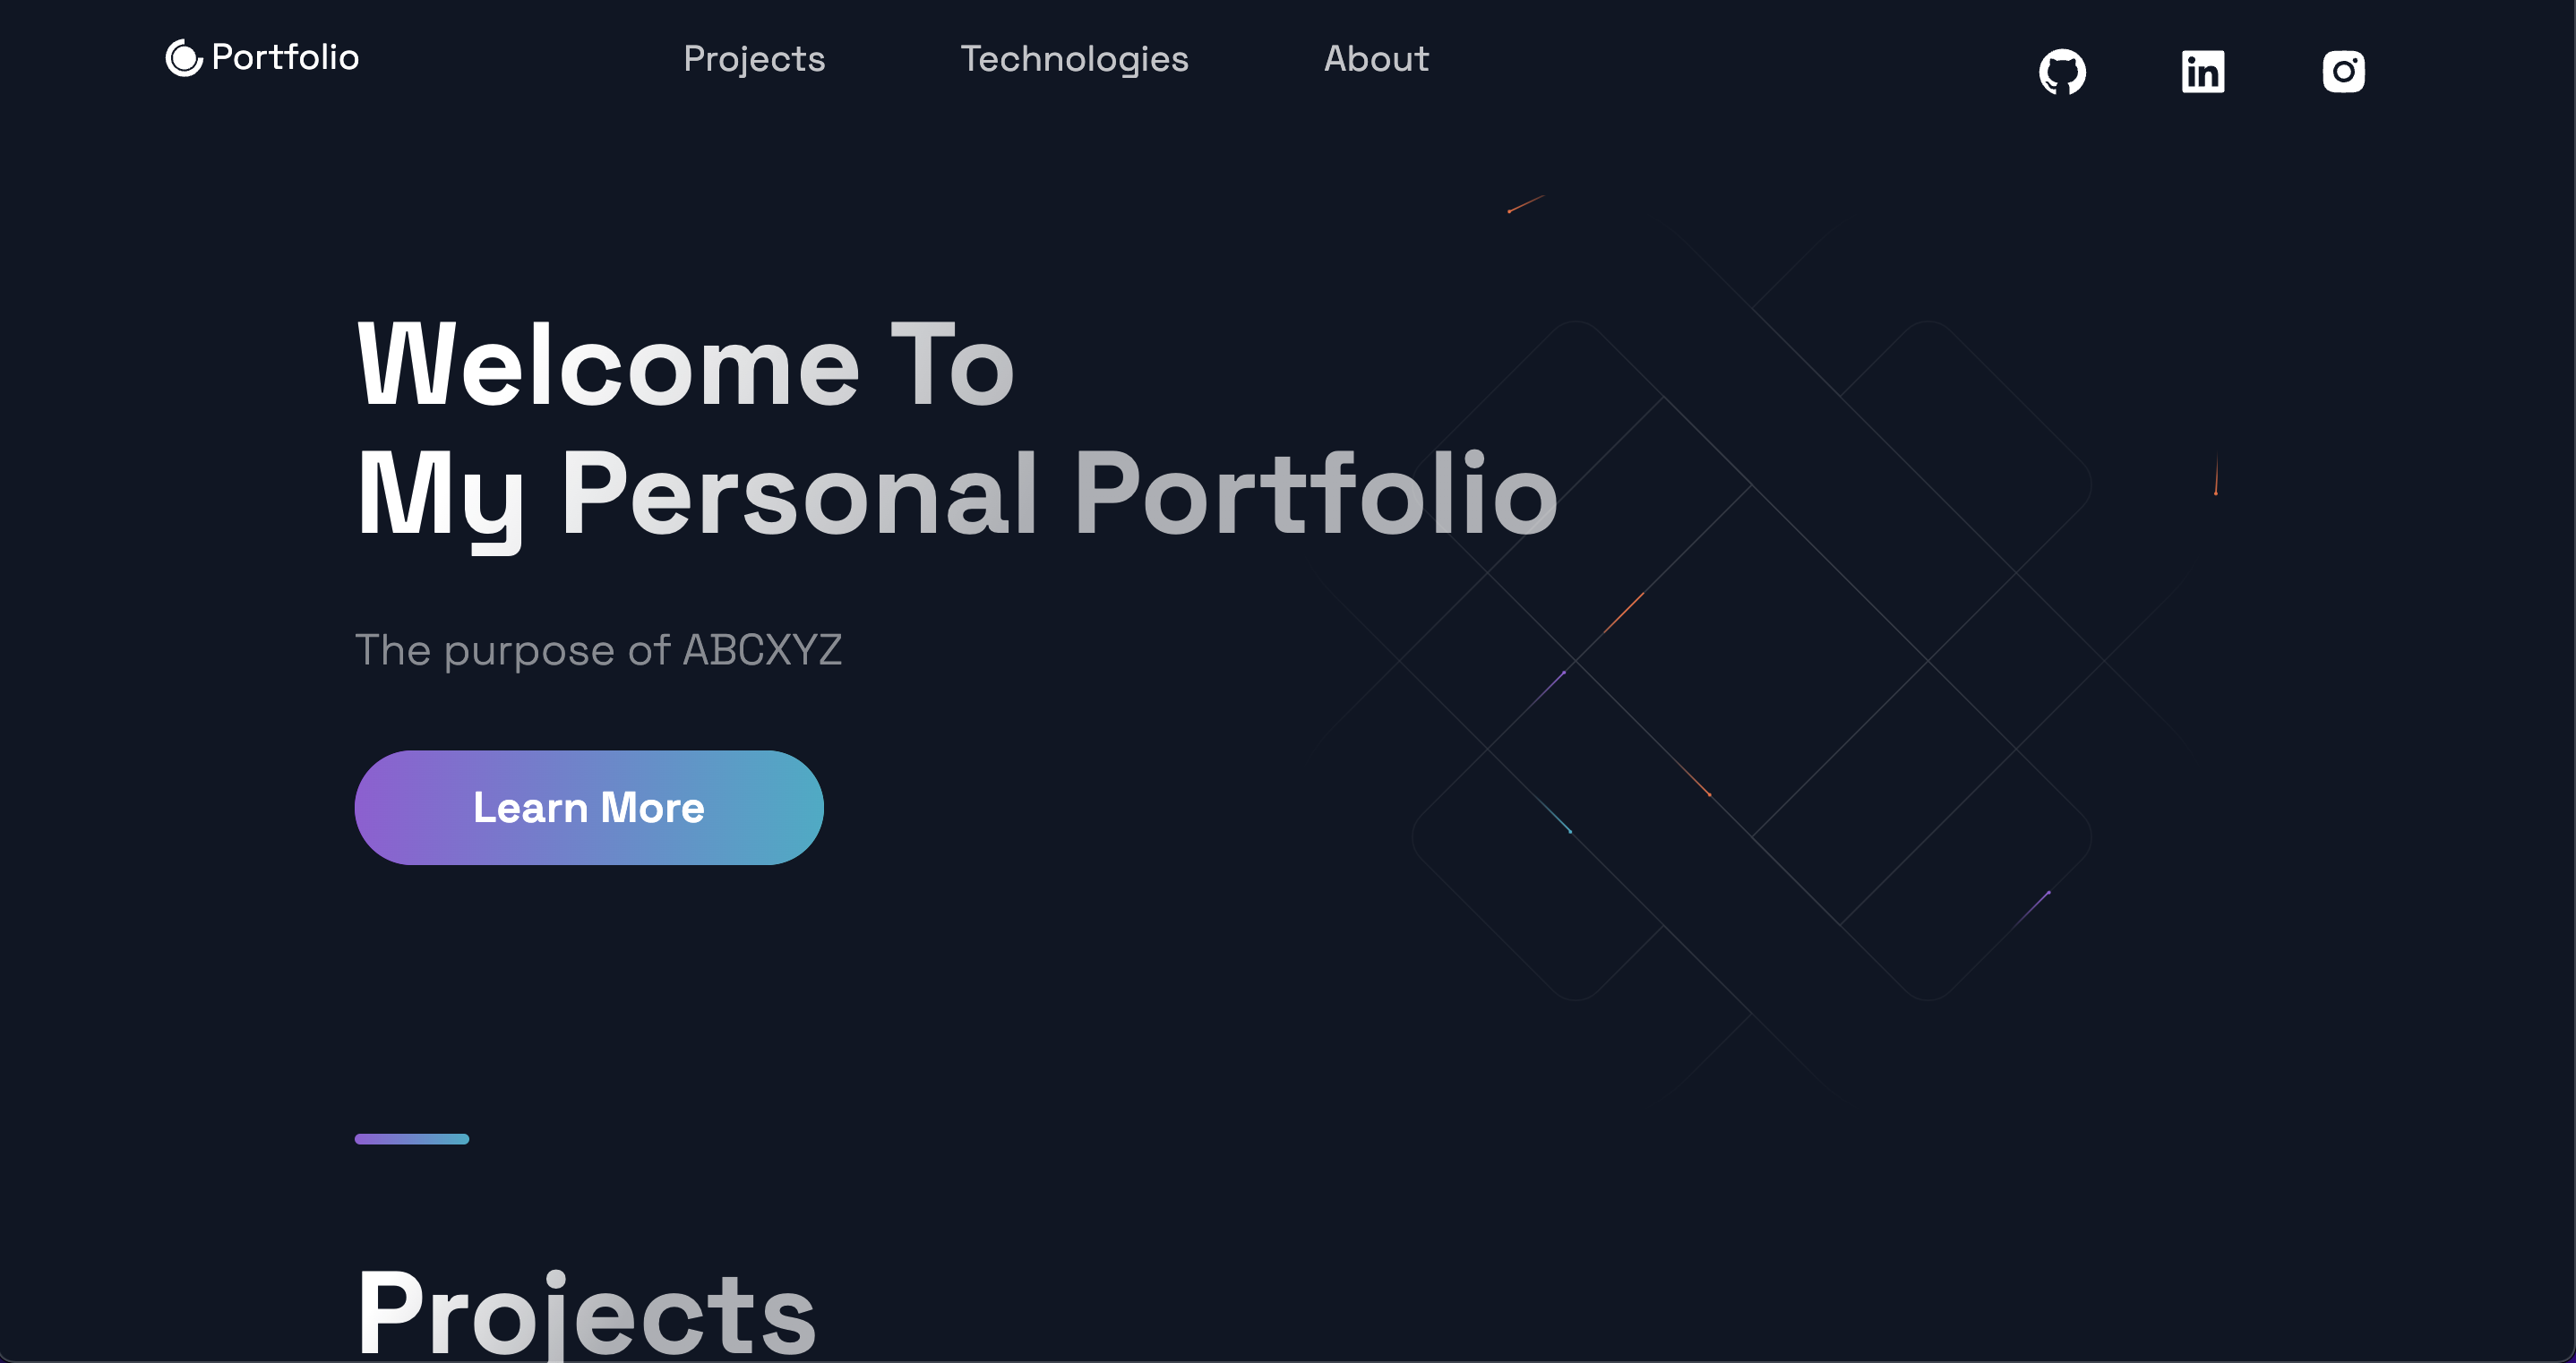 Portfolio
Projects
Technologies
About
Welcome To
My Personal Portfolio
The purpose of ABCXYZ
Learn More
Projects